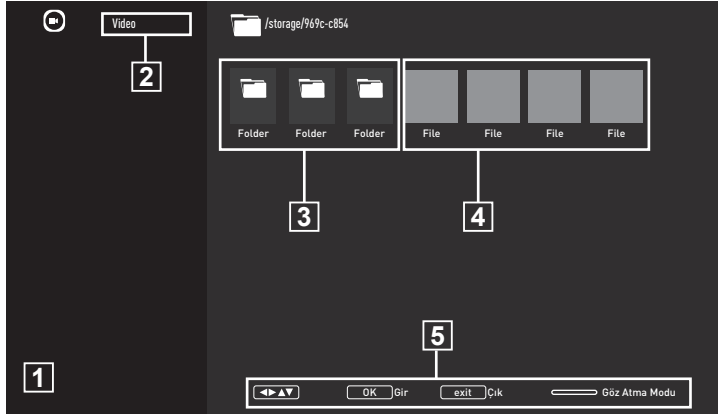 Video
/storage/969c-c854
2
Folder Folder Folder File File File File
3 4
5
1
◀▶▲▼ OK Gir exit Çık Göz Atma Modu